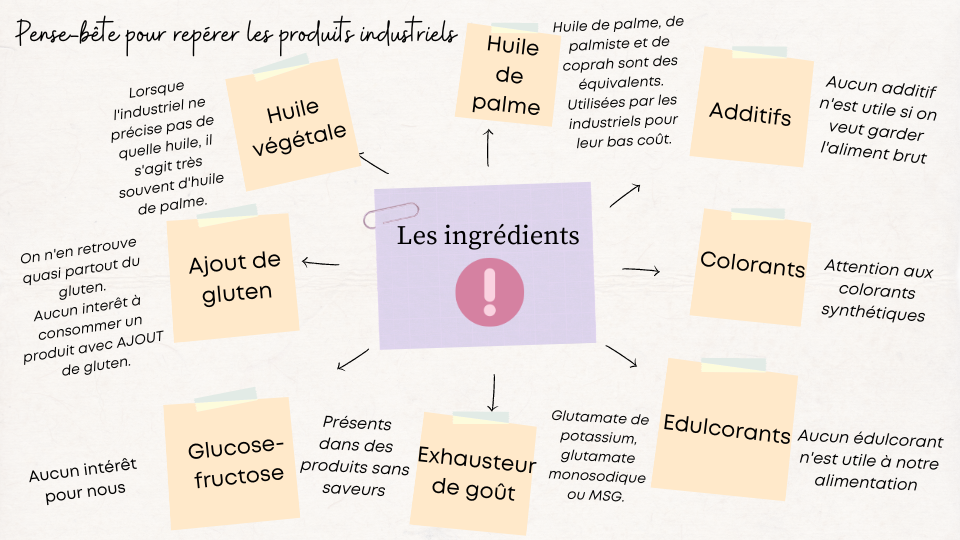 Pense-bête pour repérer les produits industriels
Huile
végétale
Lorsque
l'industriel ne
précise pas de
quelle huile, il
s'agit très
souvent d'huile
de palme.
Huile
de
palme
Huile de palme, de
palmiste et de
coprah sont des
équivalents.
Utilisées par les
industriels pour
leur bas coût.
Additifs
Aucun additif
n'est utile si on
veut garder
l'aliment brut
Les ingrédients
Ajout de
gluten
On n'en retrouve
quasi partout du
gluten.
Aucun interêt à
consommer un
produit avec AJOUT
de gluten.
Colorants
Attention aux
colorants
synthétiques
Glucose-
fructose
Aucun intérêt
pour nous
Exhausteur
de goût
Présents
dans des
produits sans
saveurs
Glutamate de
potassium,
glutamate
monosodique
ou MSG.
Edulcorants
Aucun édulcorant
n'est utile à notre
alimentation